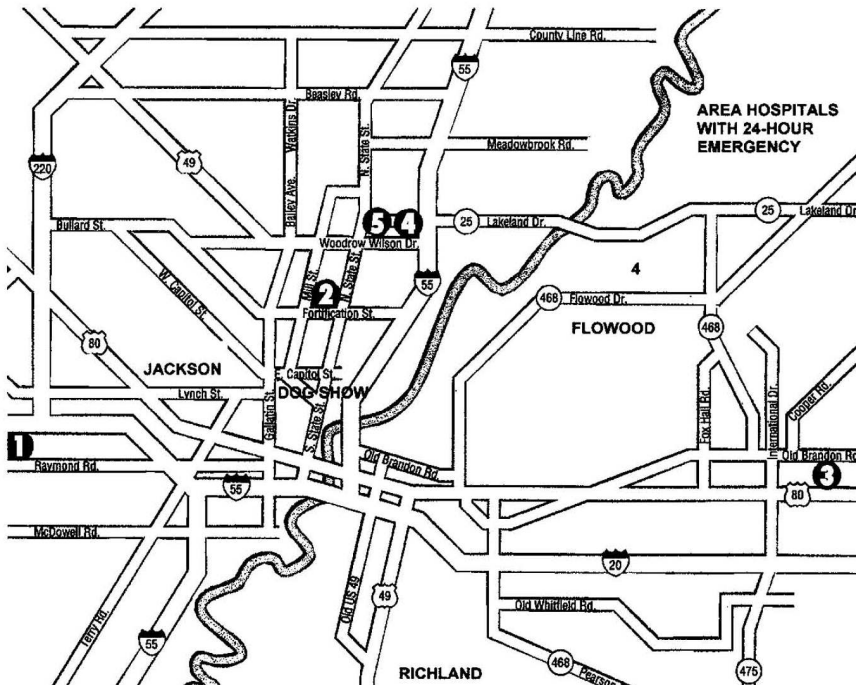 County Line Rd.
55
Beasley Rd.
AREA HOSPITALS
WITH 24-HOUR
EMERGENCY
Watkins Dr.
N. State St.
Meadowbrook Rd.
49
220
Bailey Ave.
25
Lakeland Dr.
25
Lakeland Dr.
5
4
Bullard St.
Woodrow Wilson Dr.
W. Capitol St.
Mill St.
N. State St.
2
55
4
468
Flowood Dr.
Fortification St.
FLOWOOD
468
80
JACKSON
E. Capitol St.
DOG SHOW
Lynch St.
Gallatin St.
S. State St.
Fox Hall Rd.
International Dr.
Cooper Rd.
1
Raymond Rd.
Old Brandon Rd.
Old Brandon Rd.
3
55
80
McDowell Rd.
20
Old US 49
49
Old Whitfield Rd.
Terry Rd.
55
468
RICHLAND
475